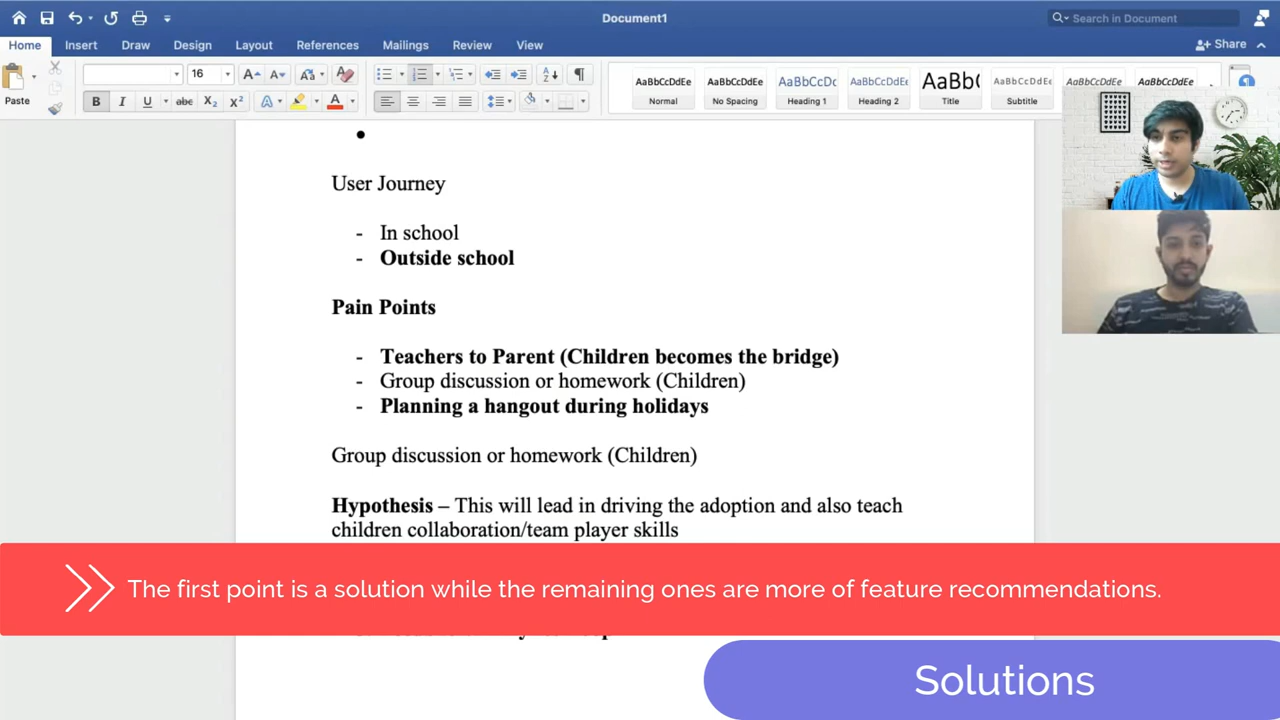 Document1
Search in Document
Home Insert Draw Design Layout References Mailings Review View
Share
Paste
16
A A Aa A
B I U abc X2 X2 A A
A Z
AaBbCcDdEe AaBbCcDdEe AaBbCcDc AaBbCcDdEe AaBb( AaBbCcDdEe AaBbCcDdEe AaBbCcDdEe
Normal No Spacing Heading 1 Heading 2 Title Subtitle
User Journey
- In school
- Outside school
Pain Points
- Teachers to Parent (Children becomes the bridge)
- Group discussion or homework (Children)
- Planning a hangout during holidays
Group discussion or homework (Children)
Hypothesis – This will lead in driving the adoption and also teach
children collaboration/team player skills
The first point is a solution while the remaining ones are more of feature recommendations.
Solutions